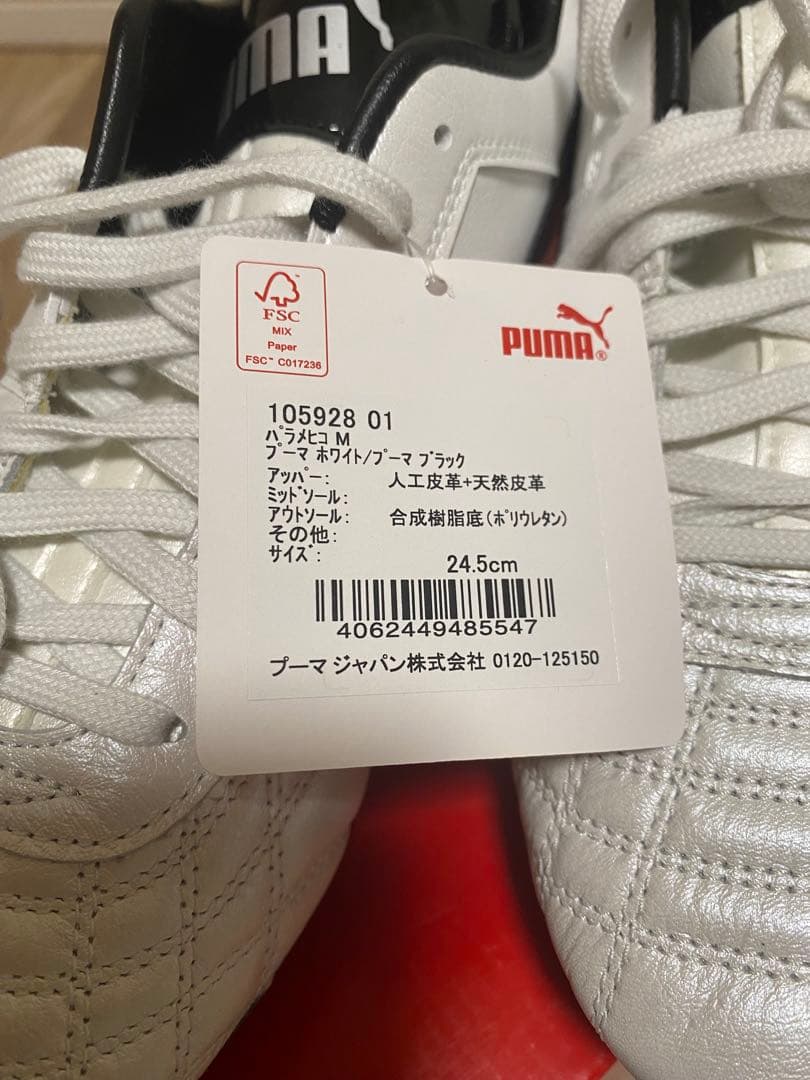 PUMA
FSC
MIX
Paper
FSC™ C017236
PUMA®
105928 01
パラメヒコ M
プーマ ホワイト/プーマ ブラック
アッパー: 人工皮革+天然皮革
ミッドソール:
アウトソール: 合成樹脂底(ポリウレタン)
その他:
サイズ: 24.5cm
4062449485547
プーマ ジャパン株式会社 0120-125150